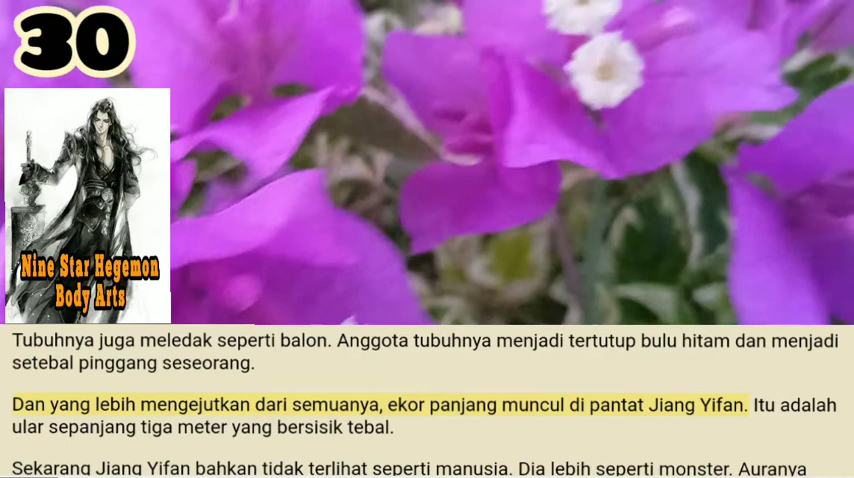 30
Nine Star Hegemon
Body Arts
Tubuhnya juga meledak seperti balon. Anggota tubuhnya menjadi tertutup bulu hitam dan menjadi
setebal pinggang seseorang.
Dan yang lebih mengejutkan dari semuanya, ekor panjang muncul di pantat Jiang Yifan. Itu adalah
ular sepanjang tiga meter yang bersisik tebal.
Sekarang Jiang Yifan bahkan tidak terlihat seperti manusia. Dia lebih seperti monster. Auranya